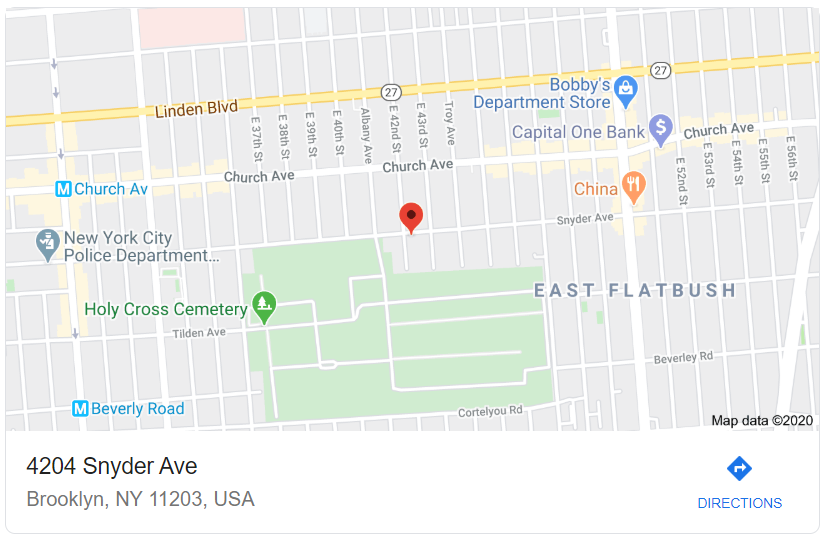 27
27
Bobby's
Department Store
Linden Blvd
E 37th St
E 38th St
E 39th St
E 40th St
Albany Ave
E 42nd St
E 43rd St
Troy Ave
Capital One Bank
Church Ave
Church Ave
Church Ave
E 52nd St
E 53rd St
E 54th St
E 55th St
E 56th St
M Church Av
China
Snyder Ave
New York City
Police Department...
EAST FLATBUSH
Holy Cross Cemetery
Tilden Ave
Beverley Rd
M Beverly Road
Cortelyou Rd
Map data ©2020
4204 Snyder Ave
Brooklyn, NY 11203, USA
DIRECTIONS